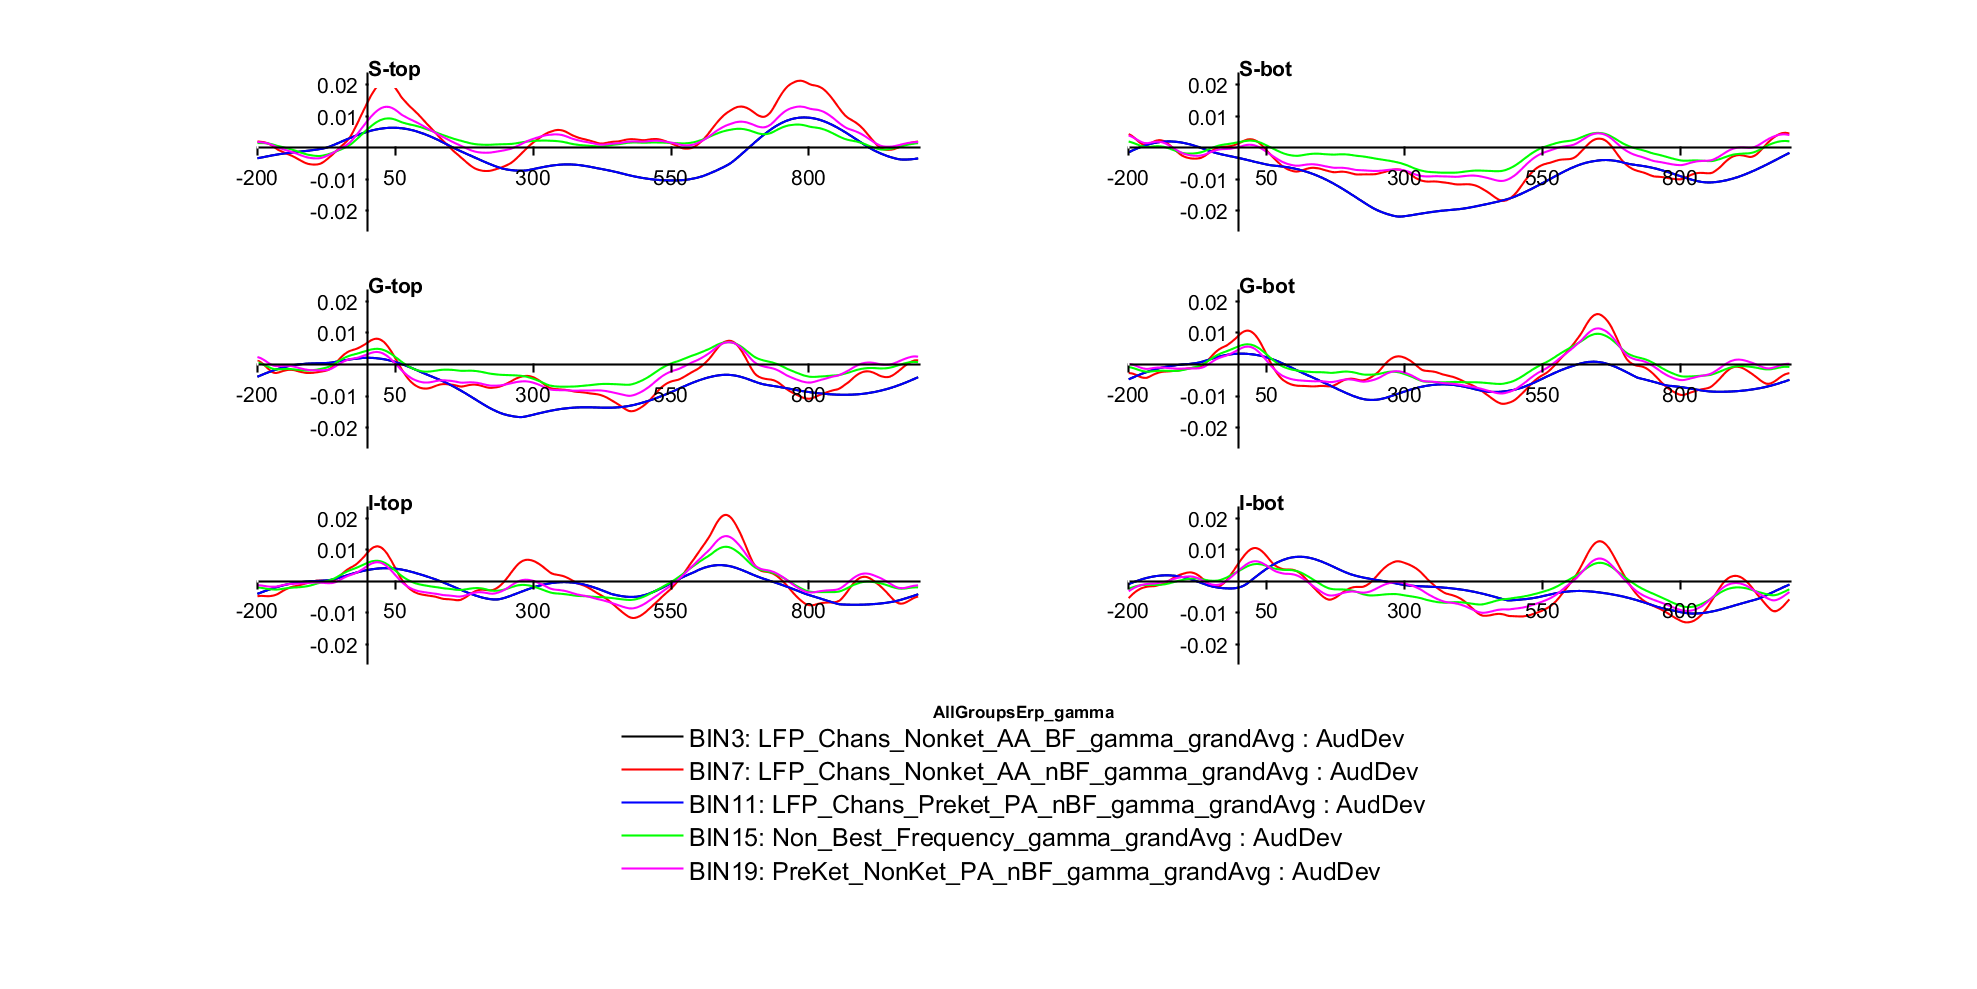 S-top
0.02
0.01
-0.01
-0.02
-200 50 300 550 800
S-bot
0.02
0.01
-0.01
-0.02
-200 50 300 550 800
G-top
0.02
0.01
-0.01
-0.02
-200 50 300 550 800
G-bot
0.02
0.01
-0.01
-0.02
-200 50 300 550 800
I-top
0.02
0.01
-0.01
-0.02
-200 50 300 550 800
I-bot
0.02
0.01
-0.01
-0.02
-200 50 300 550 800
AllGroupsErp_gamma
BIN3: LFP_Chans_Nonket_AA_BF_gamma_grandAvg : AudDev
BIN7: LFP_Chans_Nonket_AA_nBF_gamma_grandAvg : AudDev
BIN11: LFP_Chans_Preket_PA_nBF_gamma_grandAvg : AudDev
BIN15: Non_Best_Frequency_gamma_grandAvg : AudDev
BIN19: PreKet_NonKet_PA_nBF_gamma_grandAvg : AudDev